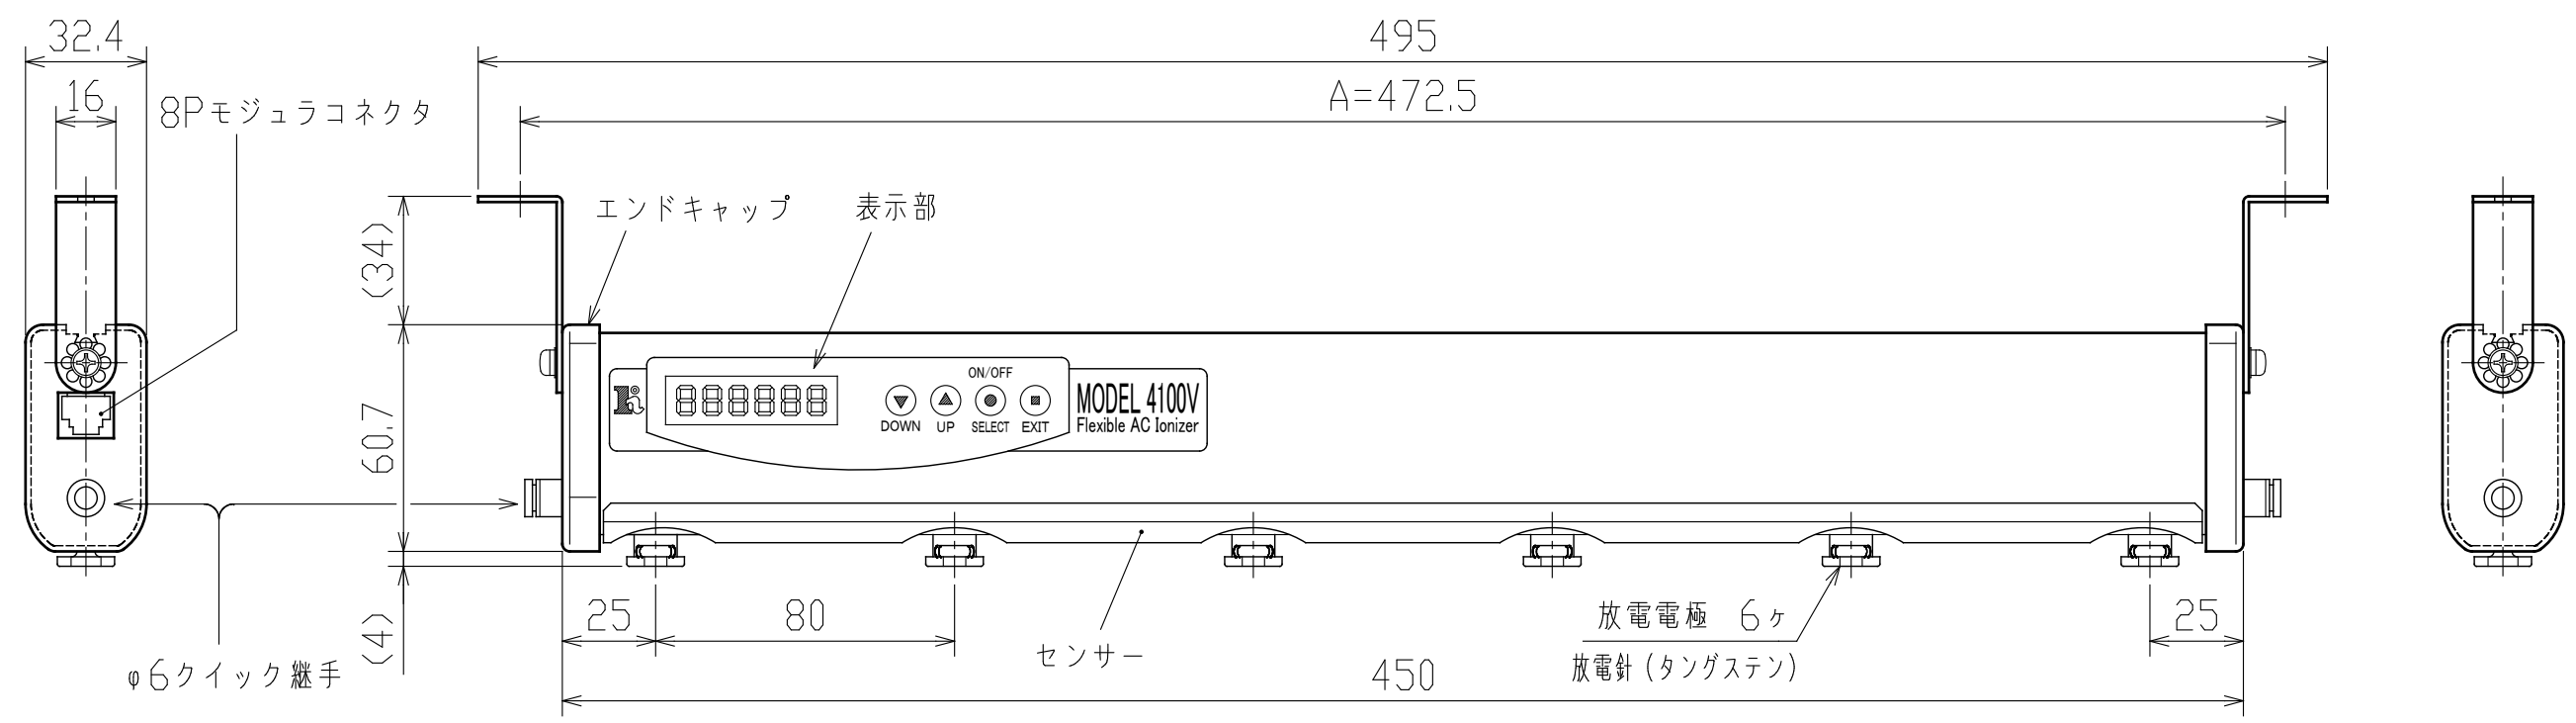 32.4
495
16
A=472.5
8Pモジュラコネクタ
エンドキャップ
表示部
(34)
ON/OFF
888888
DOWN
UP
SELECT
EXIT
MODEL 4100V
Flexible AC Ionizer
60.7
25
80
放電電極 6ヶ
25
(4)
センサー
φ6クイック継手
450
放電針(タングステン)